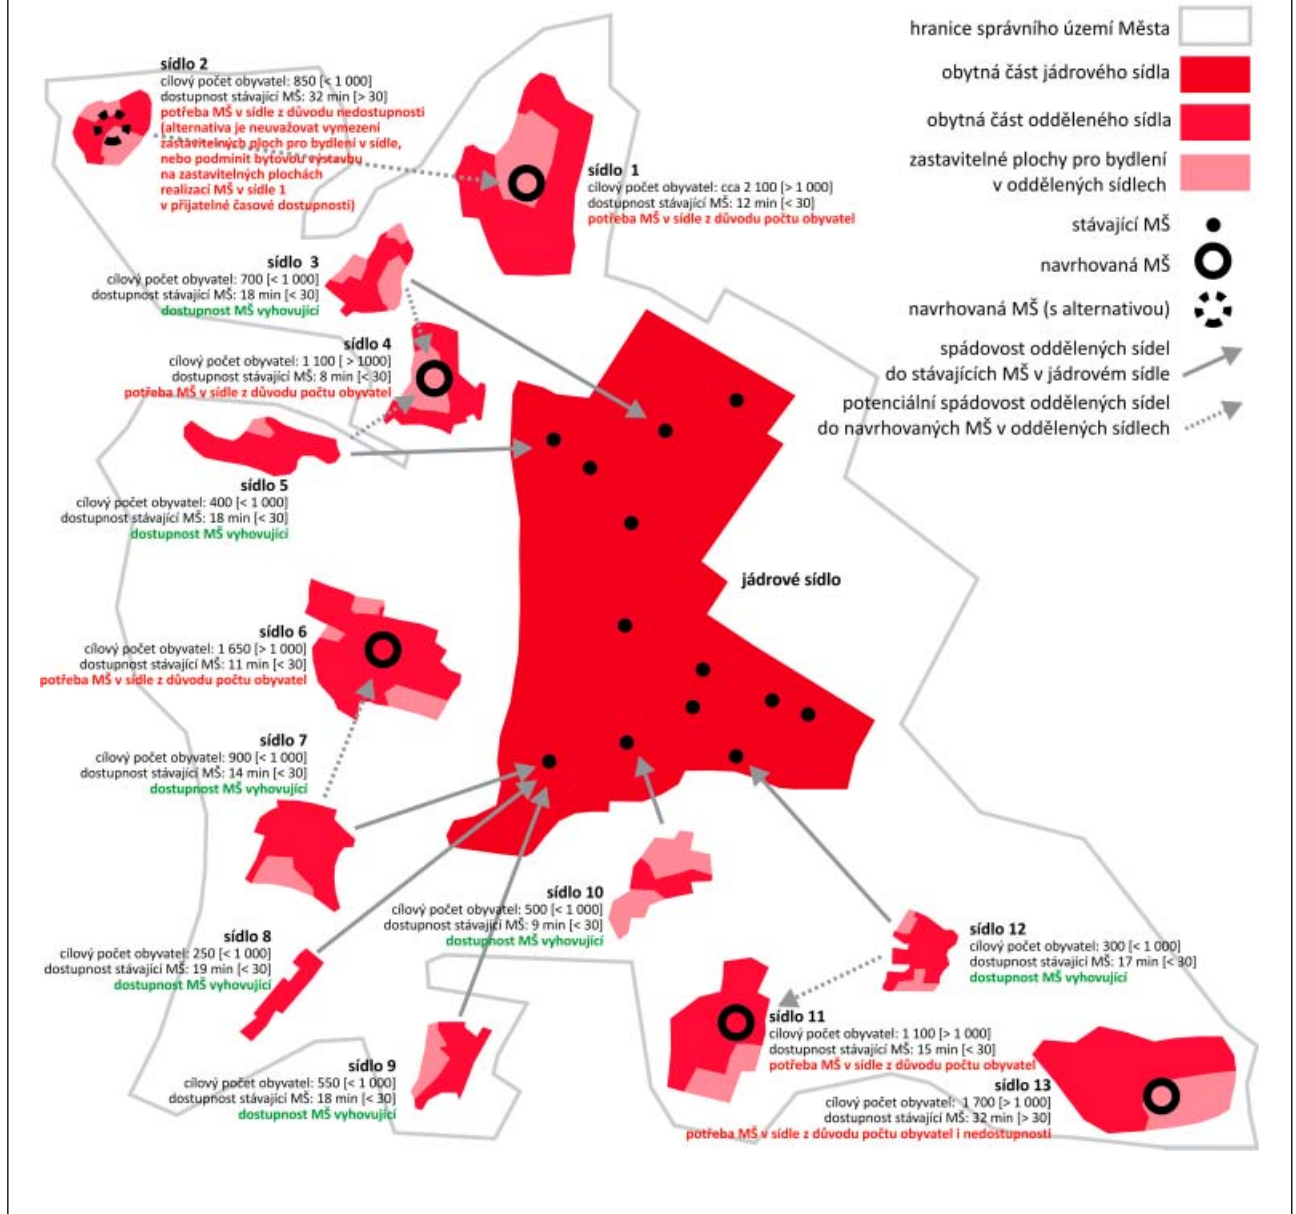 hranice správního území Města
obytná část jádrového sídla
obytná část odděleného sídla
zastavitelné plochy pro bydlení
v oddělených sídlech
stávající MŠ
navrhovaná MŠ
navrhovaná MŠ (s alternativou)
spádovost oddělených sídel
do stávajících MŠ v jádrovém sídle
potenciální spádovost oddělených sídel
do navrhovaných MŠ v oddělených sídlech
sídlo 2
cílový počet obyvatel: 850 [< 1 000]
dostupnost stávající MŠ: 32 min [> 30]
potřeba MŠ v sídle z důvodu nedostupnosti
(alternativa je neuvažovat vymezení
zastavitelných ploch pro bydlení v sídle,
nebo podmínit bytovou výstavbu
na zastavitelných plochách
realizací MŠ v sídle 1
v přijatelné časové dostupnosti)
sídlo 1
cílový počet obyvatel: cca 2 100 [> 1 000]
dostupnost stávající MŠ: 12 min [< 30]
potřeba MŠ v sídle z důvodu počtu obyvatel
sídlo 3
cílový počet obyvatel: 700 [< 1 000]
dostupnost stávající MŠ: 18 min [< 30]
dostupnost MŠ vyhovující
sídlo 4
cílový počet obyvatel: 1 100 [ > 1000]
dostupnost stávající MŠ: 8 min [< 30]
potřeba MŠ v sídle z důvodu počtu obyvatel
sídlo 5
cílový počet obyvatel: 400 [< 1 000]
dostupnost stávající MŠ: 18 min [< 30]
dostupnost MŠ vyhovující
jádrové sídlo
sídlo 6
cílový počet obyvatel: 1 650 [> 1 000]
dostupnost stávající MŠ: 11 min [< 30]
potřeba MŠ v sídle z důvodu počtu obyvatel
sídlo 7
cílový počet obyvatel: 900 [< 1 000]
dostupnost stávající MŠ: 14 min [< 30]
dostupnost MŠ vyhovující
sídlo 10
cílový počet obyvatel: 500 [< 1 000]
dostupnost stávající MŠ: 9 min [< 30]
dostupnost MŠ vyhovující
sídlo 8
cílový počet obyvatel: 250 [< 1 000]
dostupnost stávající MŠ: 19 min [< 30]
dostupnost MŠ vyhovující
sídlo 12
cílový počet obyvatel: 300 [< 1 000]
dostupnost stávající MŠ: 17 min [< 30]
dostupnost MŠ vyhovující
sídlo 11
cílový počet obyvatel: 1 100 [> 1 000]
dostupnost stávající MŠ: 15 min [< 30]
potřeba MŠ v sídle z důvodu počtu obyvatel
sídlo 9
cílový počet obyvatel: 550 [< 1 000]
dostupnost stávající MŠ: 18 min [< 30]
dostupnost MŠ vyhovující
sídlo 13
cílový počet obyvatel: 1 700 [> 1 000]
dostupnost stávající MŠ: 32 min [> 30]
potřeba MŠ v sídle z důvodu počtu obyvatel i nedostupnosti